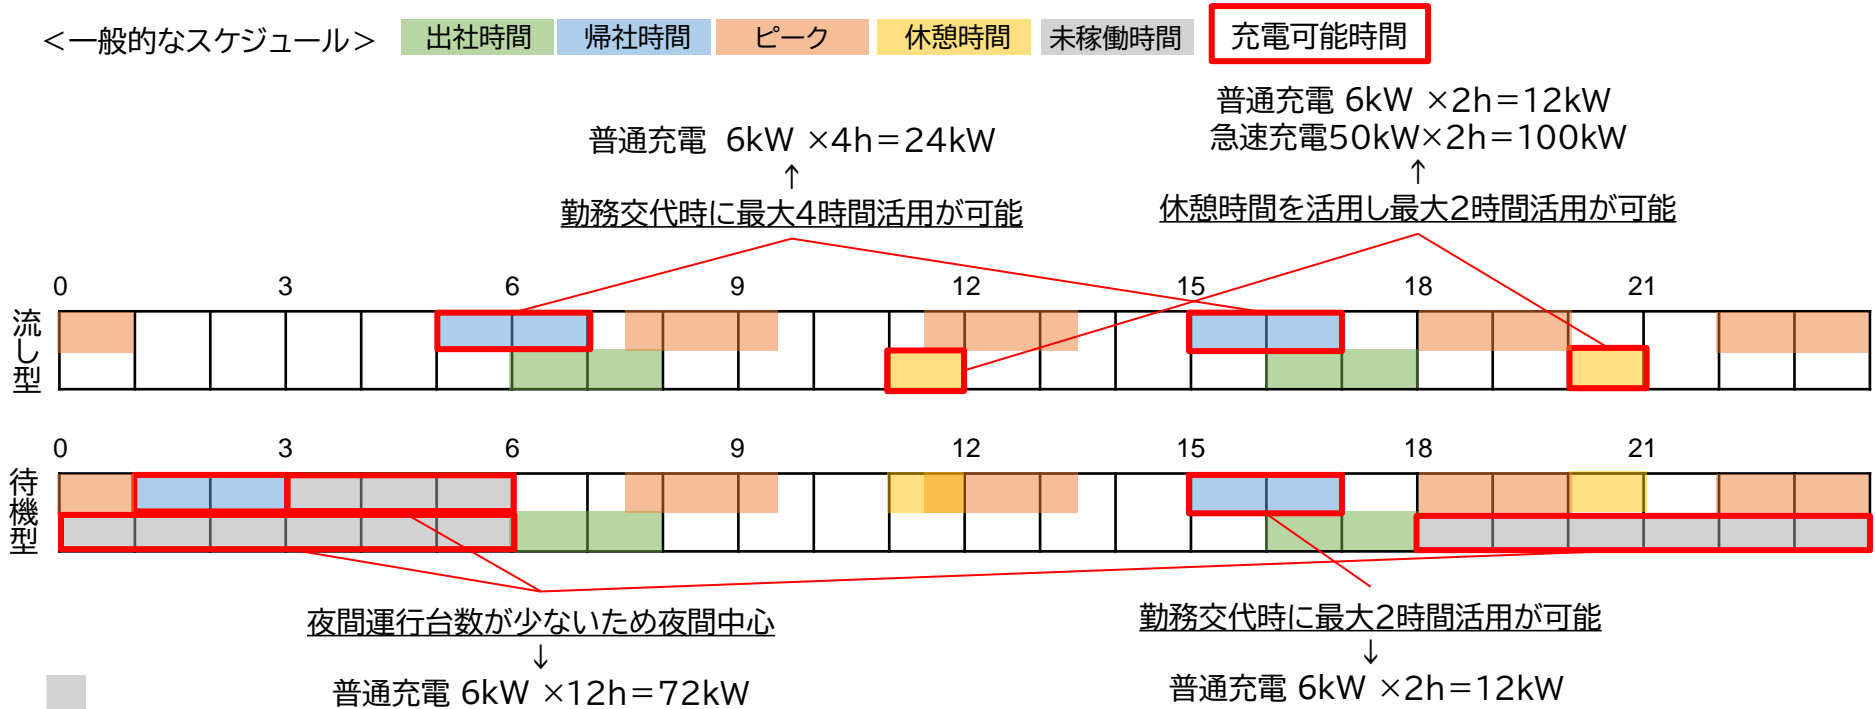 ＜一般的なスケジュール＞ 出社時間 帰社時間 ピーク 休憩時間 未稼働時間 充電可能時間
普通充電 6kW ×4h＝24kW
↑
勤務交代時に最大4時間活用が可能
普通充電 6kW ×2h＝12kW
急速充電50kW×2h＝100kW
↑
休憩時間を活用し最大2時間活用が可能
0 3 6 9 12 15 18 21
流し型
0 3 6 9 12 15 18 21
待機型
夜間運行台数が少ないため夜間中心
↓
普通充電 6kW ×12h＝72kW
勤務交代時に最大2時間活用が可能
↓
普通充電 6kW ×2h＝12kW